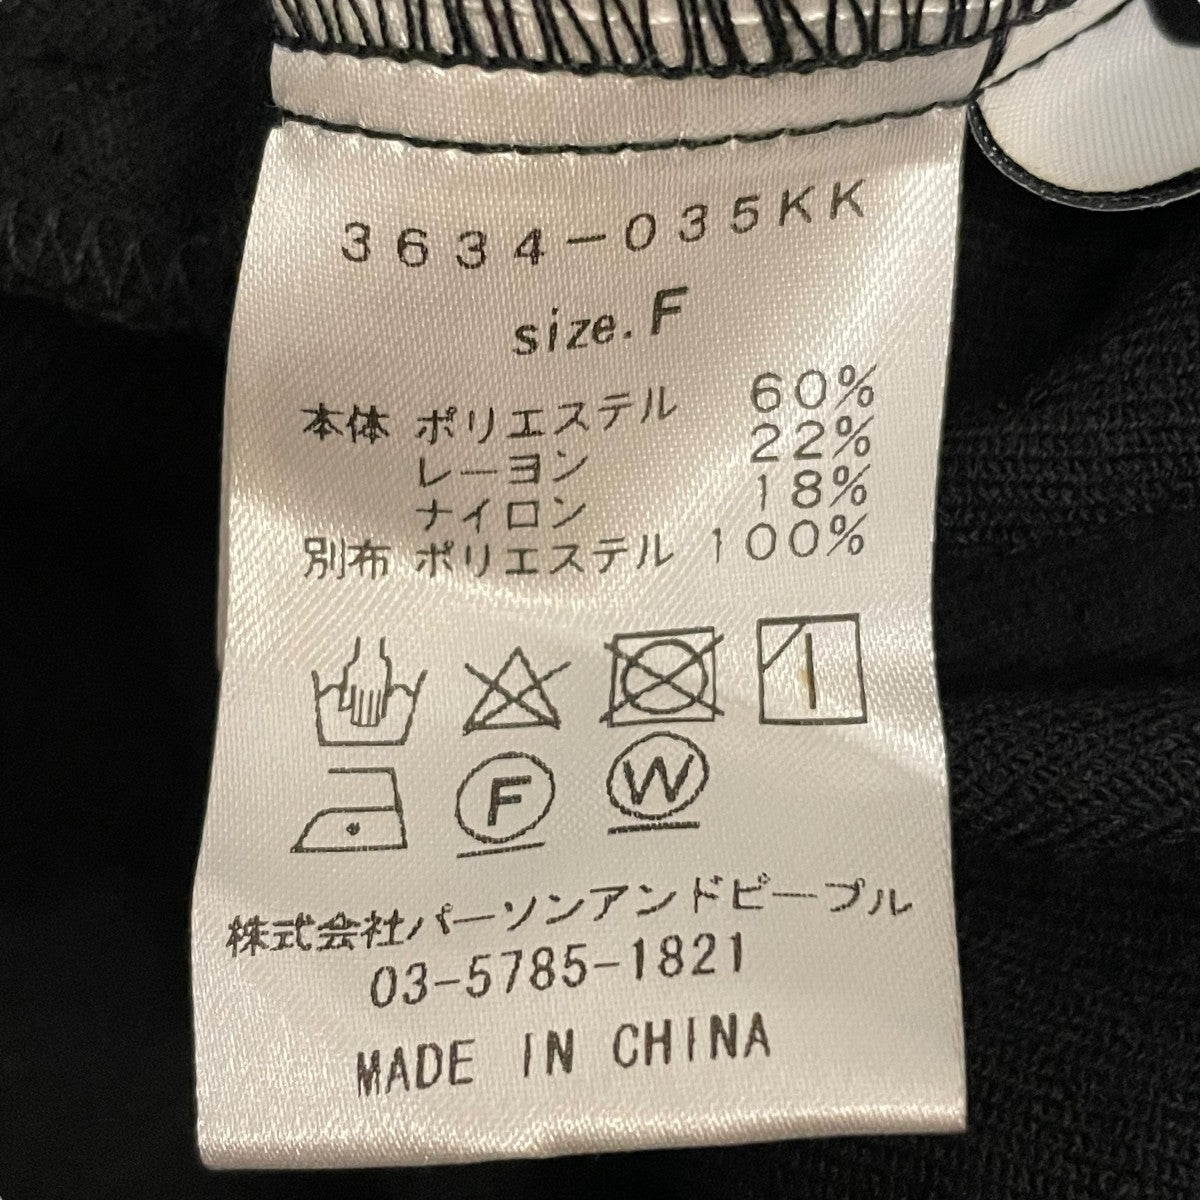 3634-035KK
size.F
本体 ポリエステル 60%
レーヨン 22%
ナイロン 18%
別布 ポリエステル 100%
F W
株式会社パーソンアンドピープル
03-5785-1821
MADE IN CHINA